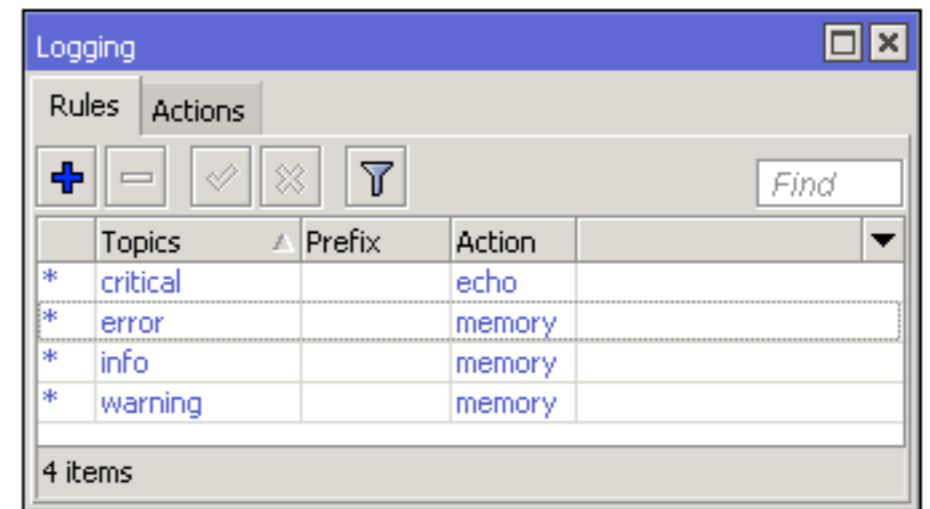 Logging
Rules Actions
Find
Topics Prefix Action
* critical echo
* error memory
* info memory
* warning memory
4 items